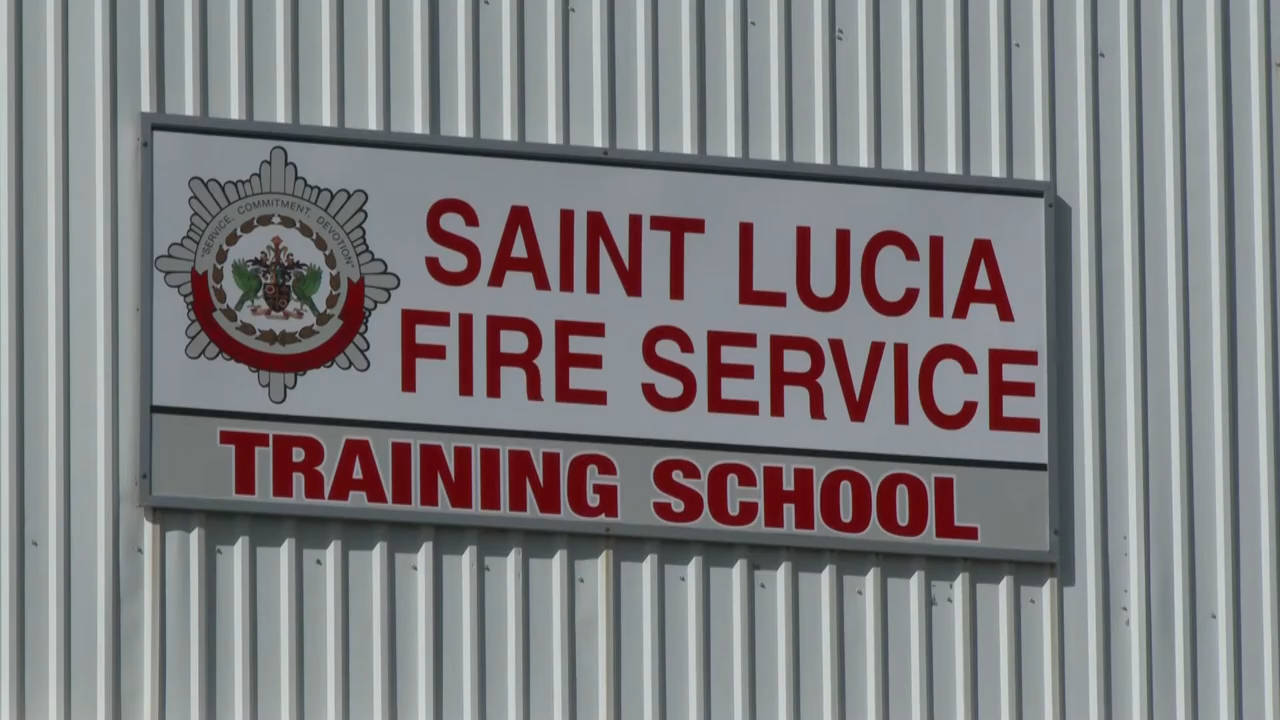 "SERVICE, COMMITMENT, DEVOTION"
SAINT LUCIA
FIRE SERVICE
TRAINING SCHOOL